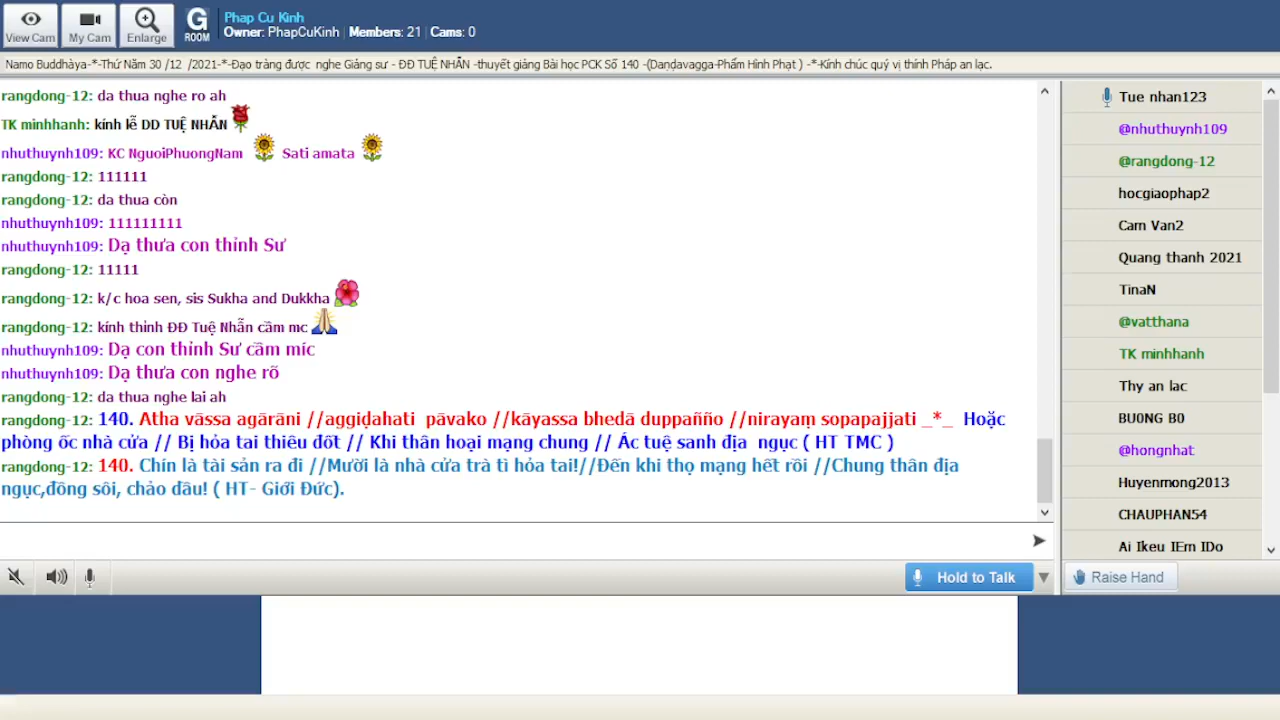 View Cam
My Cam
Enlarge
G
ROOM
Phap Cu Kinh
Owner: PhapCuKinh | Members: 21 | Cams: 0
Namo Buddhàya-*-Thứ Năm 30 /12 /2021-*-Đạo tràng được nghe Giảng sư - ĐĐ TUỆ NHẪN -thuyết giảng Bài học PCK Số 140 -(Daṇḍavagga-Phẩm Hình Phạt ) -*-Kính chúc quý vị thính Pháp an lạc.
rangdong-12: da thua nghe ro ah
TK minhhanh: kính lễ DD TUỆ NHẪN
nhuthuynh109: KC NguoiPhuongNam Sati amata
rangdong-12: 111111
rangdong-12: da thua còn
nhuthuynh109: 111111111
nhuthuynh109: Dạ thưa con thỉnh Sư
rangdong-12: 11111
rangdong-12: k/c hoa sen, sis Sukha and Dukkha
rangdong-12: kính thỉnh ĐĐ Tuệ Nhẫn cầm mc
nhuthuynh109: Dạ con thỉnh Sư cầm míc
nhuthuynh109: Dạ thưa con nghe rõ
rangdong-12: da thua nghe lai ah
rangdong-12: 140. Atha vāssa agārāni //aggiḍahati pāvako //kāyassa bhedā duppañño //nirayaṃ sopapajjati _*_ Hoặc
phòng ốc nhà cửa // Bị hỏa tai thiêu đốt // Khi thân hoại mạng chung // Ác tuệ sanh địa ngục ( HT TMC )
rangdong-12: 140. Chín là tài sản ra đi //Mười là nhà cửa trà tì hỏa tai!//Đến khi thọ mạng hết rồi //Chung thân địa
ngục,đồng sôi, chảo dầu! ( HT- Giới Đức).
Hold to Talk
Tue nhan123
@nhuthuynh109
@rangdong-12
hocgiaophap2
Cam Van2
Quang thanh 2021
TinaN
@vatthana
TK minhhanh
Thy an lac
BU0NG B0
@hongnhat
Huyenmong2013
CHAUPHAN54
Ai Ikeu IEm IDo
Raise Hand